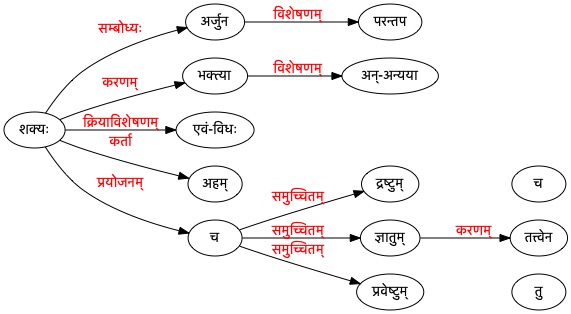 अर्जुन
विशेषणम्
परन्तप
सम्बोध्यः
भक्त्या
विशेषणम्
अन्-अन्यया
करणम्
शक्यः
क्रियाविशेषणम्
एवं-विधः
कर्ता
अहम्
प्रयोजनम्
समुच्चितम्
द्रष्टुम्
च
च
समुच्चितम्
ज्ञातुम्
करणम्
तत्त्वेन
समुच्चितम्
प्रवेष्टुम्
तु